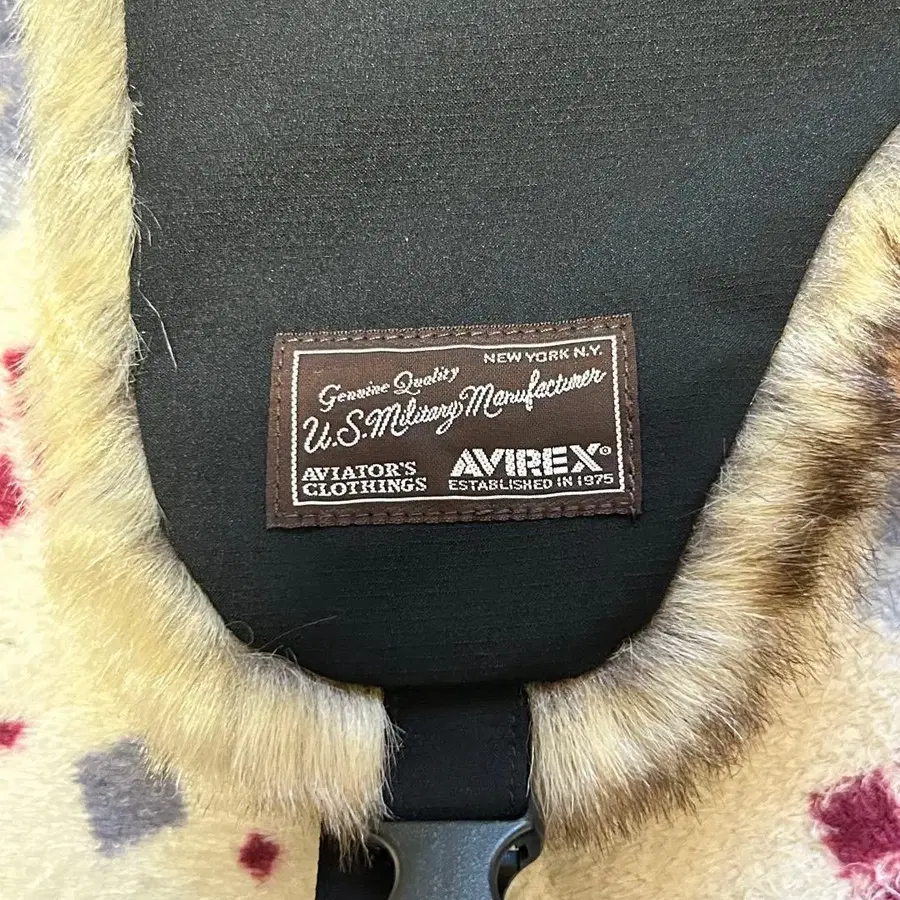 NEW YORK N.Y.
Genuine Quality
U.S. Military Manufacturer
AVIATOR'S
CLOTHINGS
AVIREX®
ESTABLISHED IN 1975